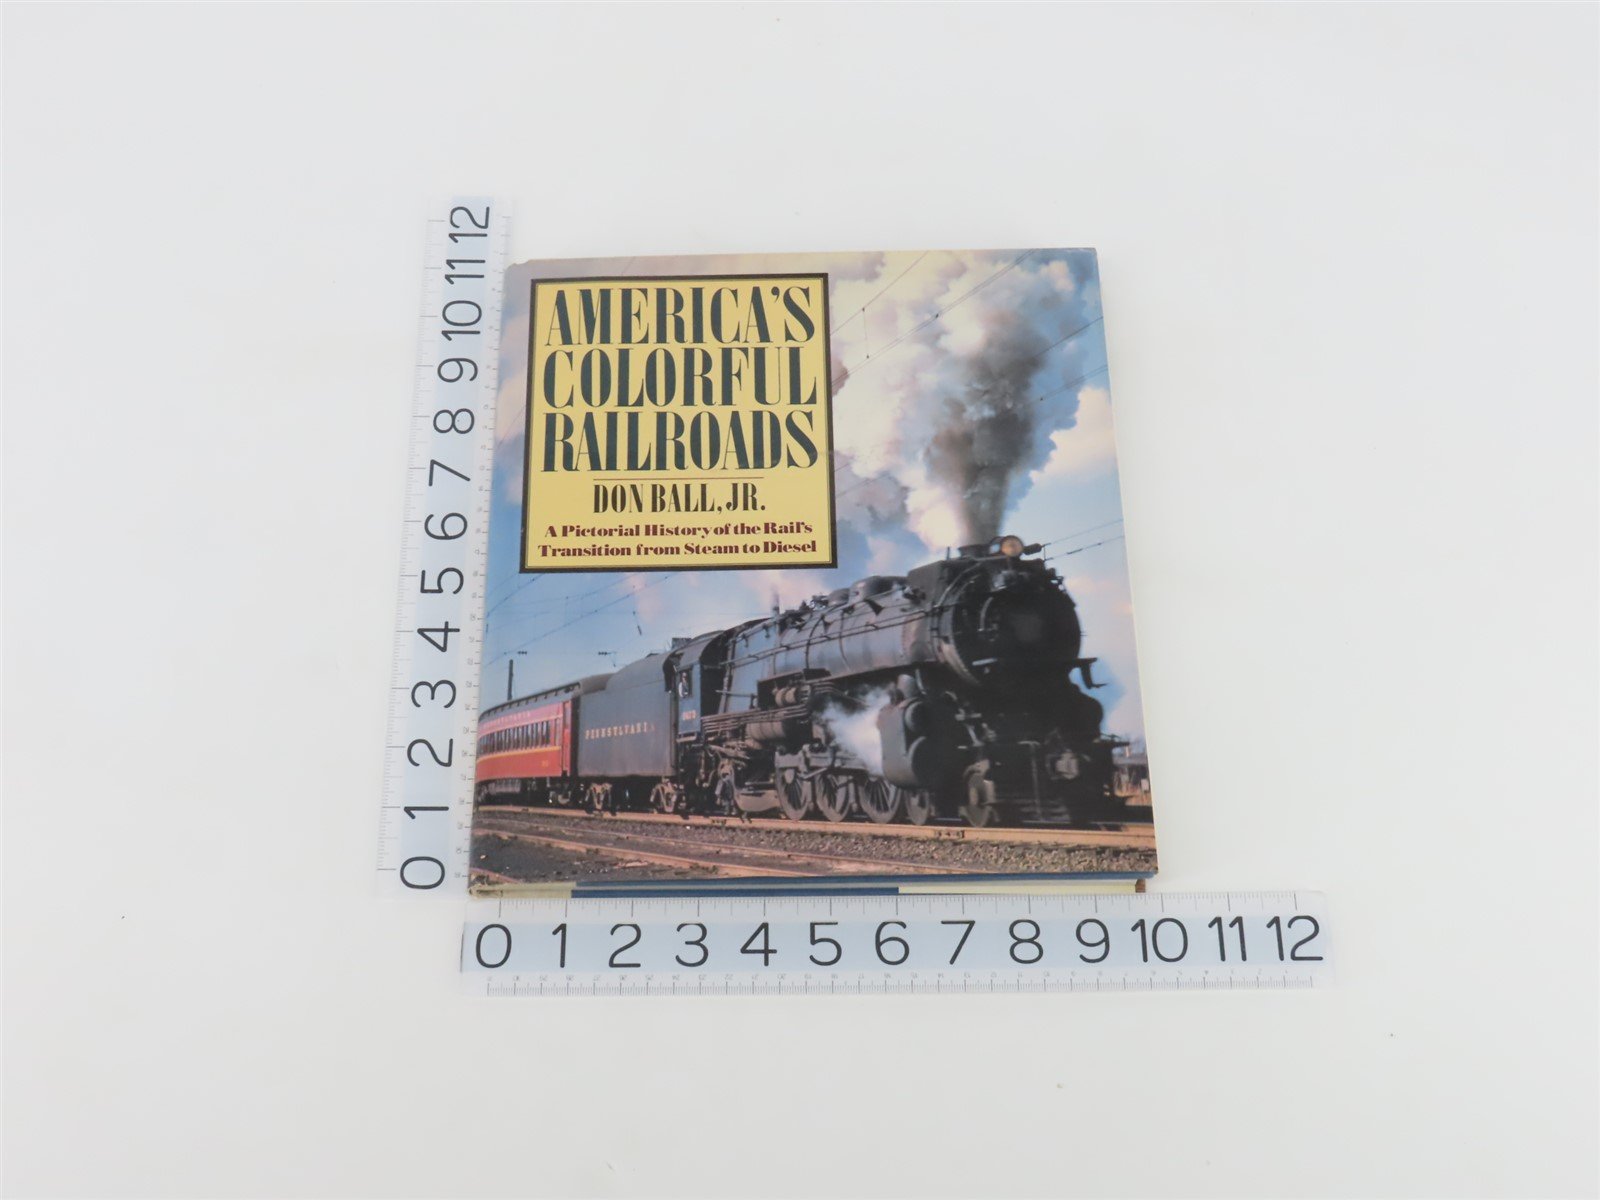 AMERICA'S
COLORFUL
RAILROADS
DON BALL, JR.
A Pictorial History of the Rail's
Transition from Steam to Diesel
PENNSYLVANIA
12
11
10
9
8
7
6
5
4
3
2
1
0
0 1 2 3 4 5 6 7 8 9 10 11 12